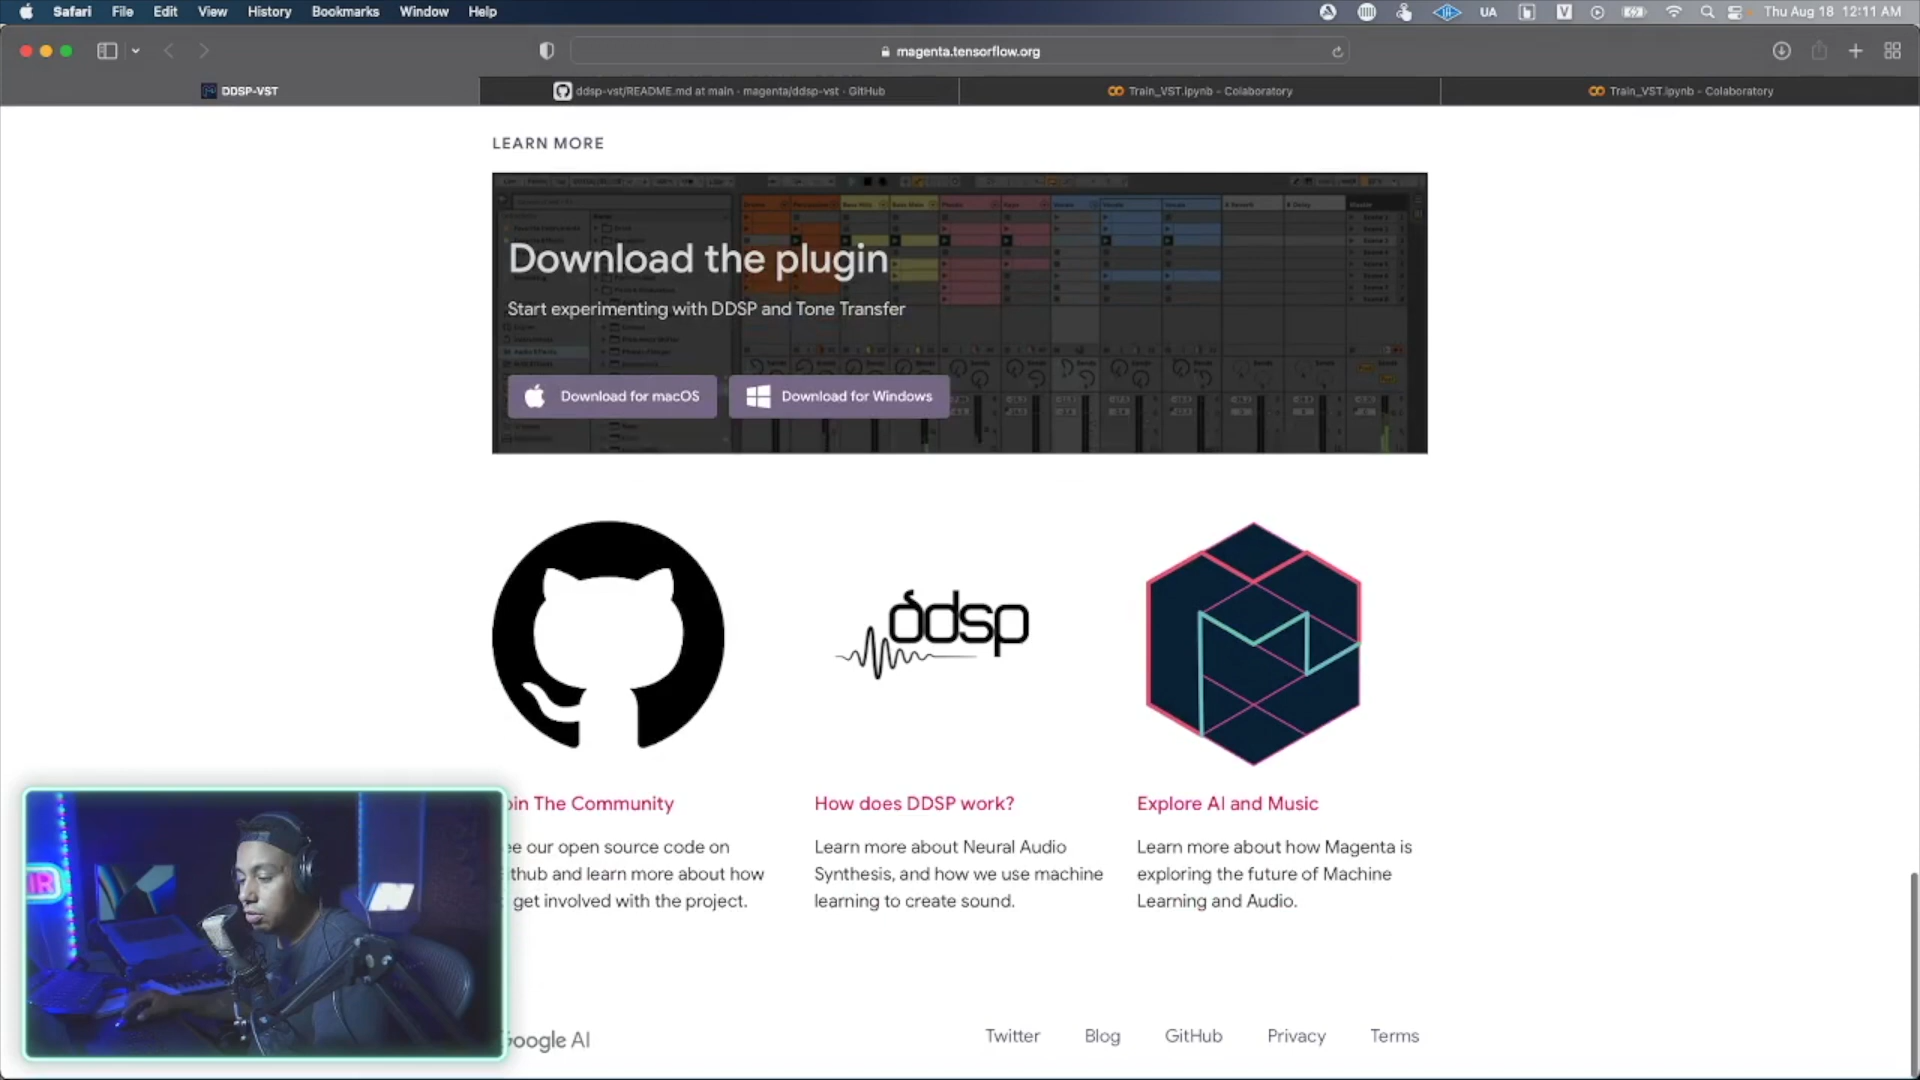 Safari File Edit View History Bookmarks Window Help UA V Thu Aug 18 12:11 AM
magenta.tensorflow.org
DDSP-VST ddsp-vst/README.md at main · magenta/ddsp-vst · GitHub Train_VST.ipynb - Colaboratory Train_VST.ipynb - Colaboratory
LEARN MORE
Download the plugin
Start experimenting with DDSP and Tone Transfer
Download for macOS Download for Windows
ddsp
oin The Community How does DDSP work? Explore AI and Music
ee our open source code on
thub and learn more about how
get involved with the project.
Learn more about Neural Audio
Synthesis, and how we use machine
learning to create sound.
Learn more about how Magenta is
exploring the future of Machine
Learning and Audio.
Google AI Twitter Blog GitHub Privacy Terms